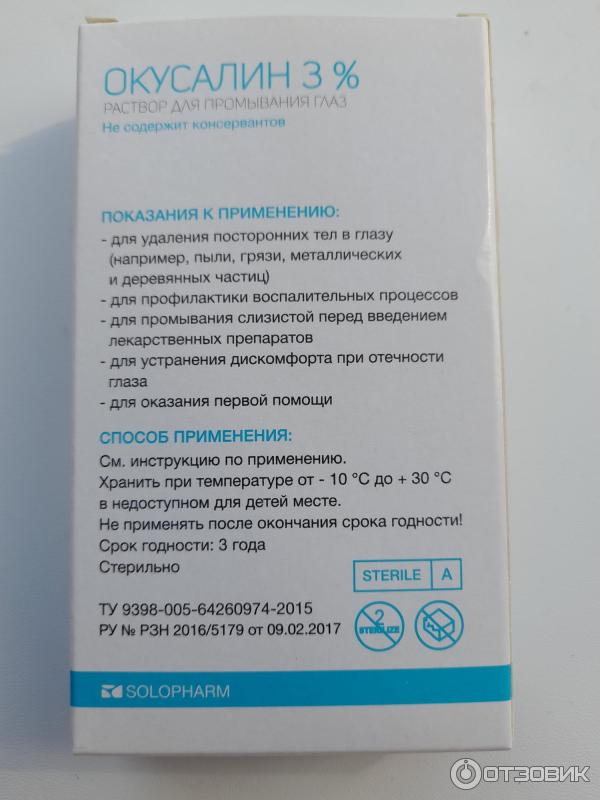 ОКУСАЛИН 3 %
РАСТВОР ДЛЯ ПРОМЫВАНИЯ ГЛАЗ
Не содержит консервантов
ПОКАЗАНИЯ К ПРИМЕНЕНИЮ:
- для удаления посторонних тел в глазу
(например, пыли, грязи, металлических
и деревянных частиц)
- для профилактики воспалительных процессов
- для промывания слизистой перед введением
лекарственных препаратов
- для устранения дискомфорта при отечности
глаза
- для оказания первой помощи
СПОСОБ ПРИМЕНЕНИЯ:
См. инструкцию по применению.
Хранить при температуре от - 10 °C до + 30 °C
в недоступном для детей месте.
Не применять после окончания срока годности!
Срок годности: 3 года
Стерильно
STERILE A
ТУ 9398-005-64260974-2015
РУ № РЗН 2016/5179 от 09.02.2017
2
STERILIZE
SOLOPHARM
ОТЗОВИК